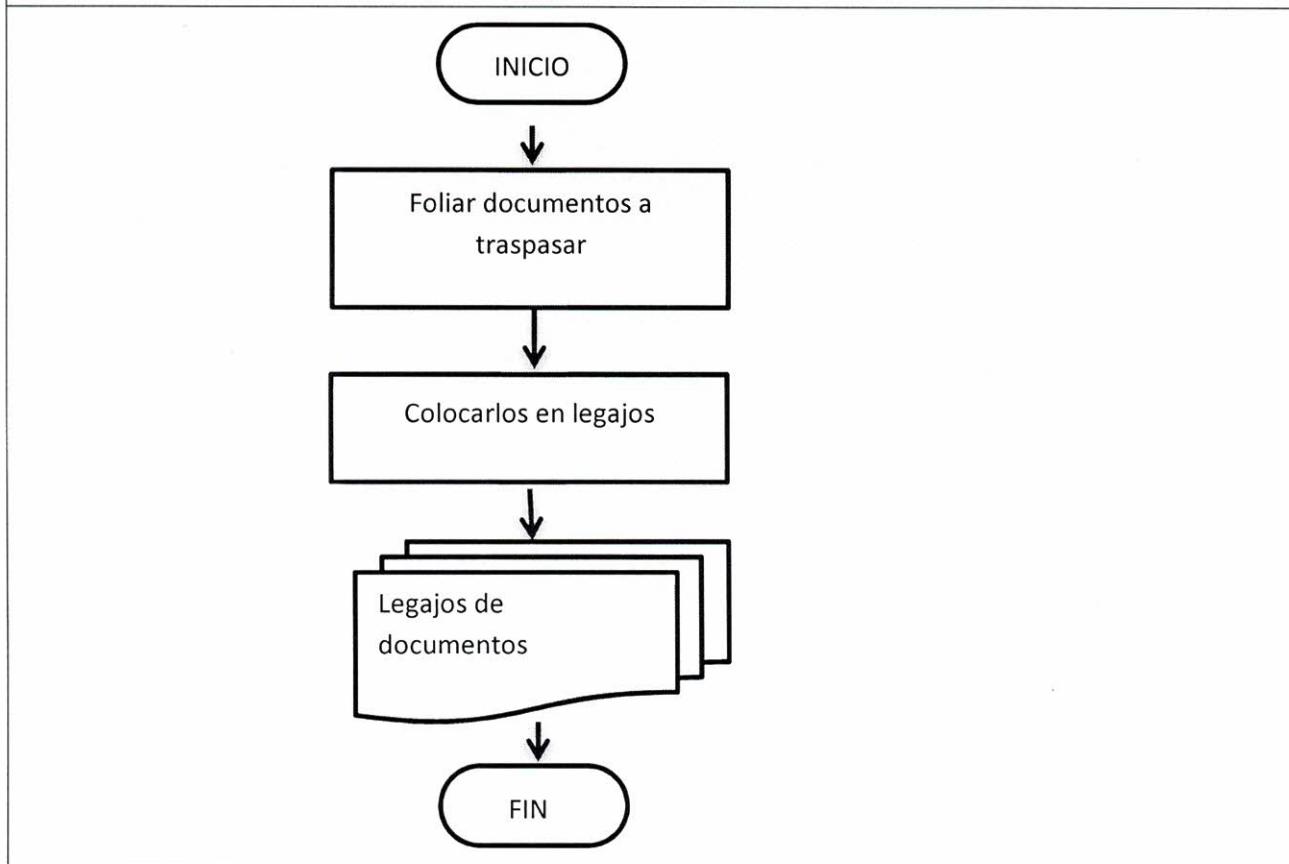 INICIO
Foliar documentos a
traspasar
Colocarlos en legajos
Legajos de
documentos
FIN